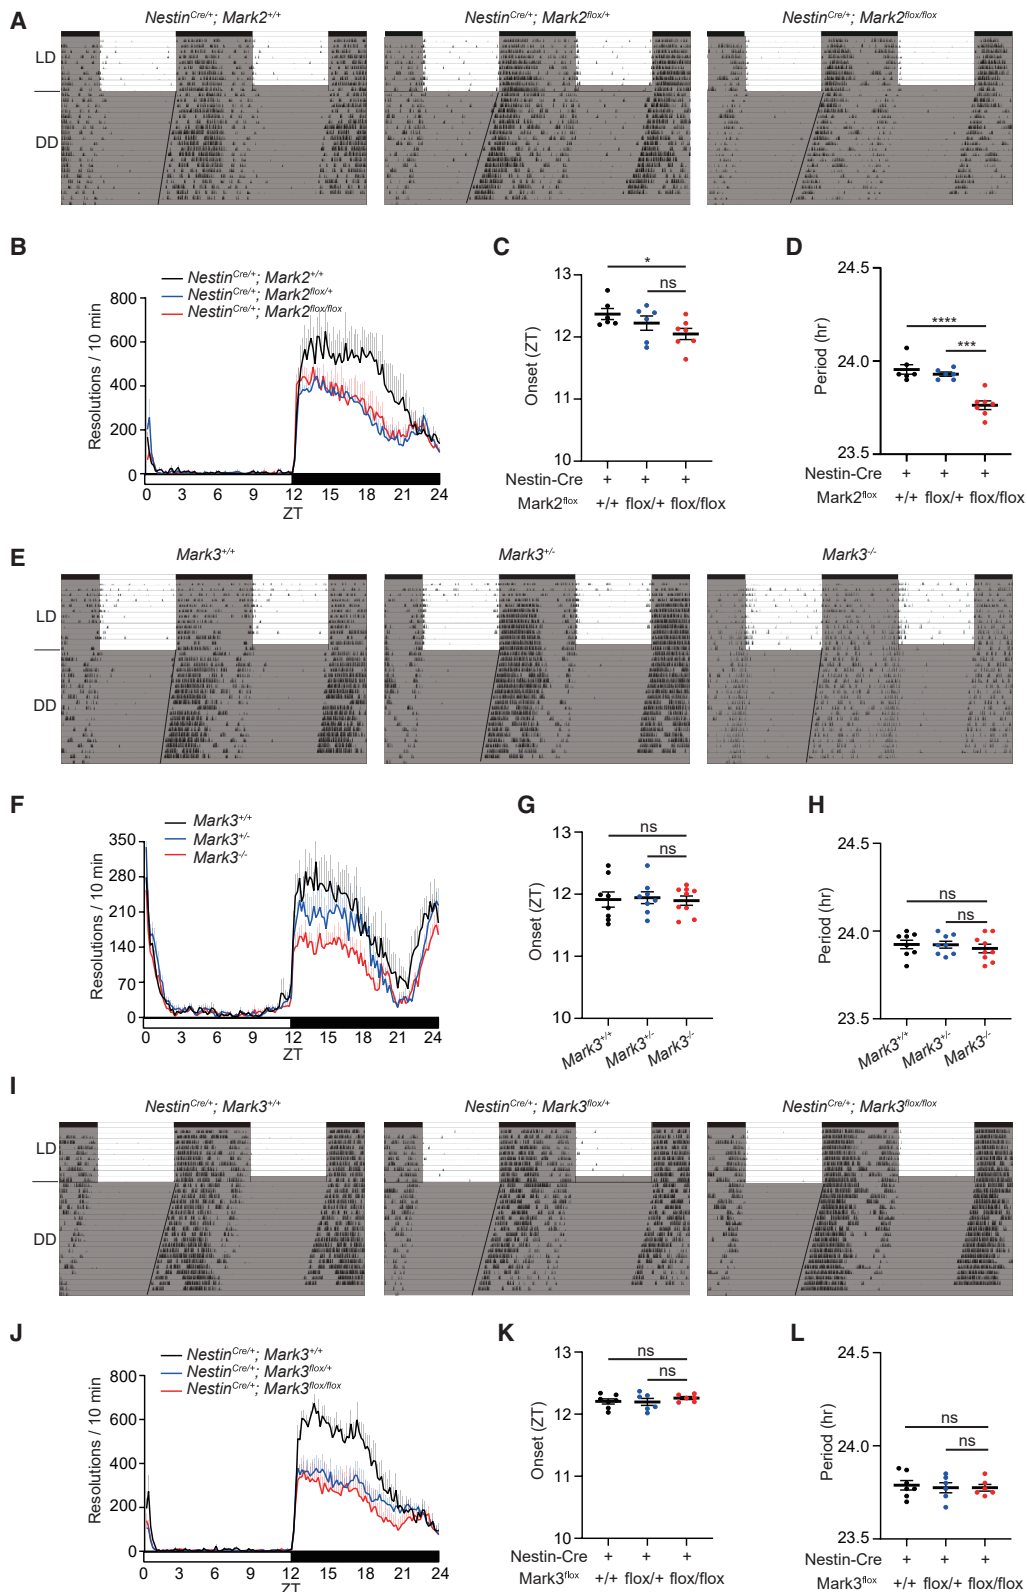 A
Nestin^Cre/+; Mark2^+/+
Nestin^Cre/+; Mark2^flox/+
Nestin^Cre/+; Mark2^flox/flox
LD
DD
B
Nestin^Cre/+; Mark2^+/+
Nestin^Cre/+; Mark2^flox/+
Nestin^Cre/+; Mark2^flox/flox
Resolutions / 10 min
800
600
400
200
0
0 3 6 9 12 15 18 21 24
ZT
C
Onset (ZT)
13
12
11
10
*
ns
Nestin-Cre + + +
Mark2^flox +/+ flox/+ flox/flox
D
Period (hr)
24.5
24.0
23.5
****
***
+ + +
+/+ flox/+ flox/flox
E
Mark3^+/+
Mark3^+/-
Mark3^-/-
LD
DD
F
Mark3^+/+
Mark3^+/-
Mark3^-/-
Resolutions / 10 min
350
280
210
140
70
0
0 3 6 9 12 15 18 21 24
ZT
G
Onset (ZT)
13
12
11
10
ns
ns
Mark3^+/+ Mark3^+/- Mark3^-/-
H
Period (hr)
24.5
24.0
23.5
ns
ns
Mark3^+/+ Mark3^+/- Mark3^-/-
I
Nestin^Cre/+; Mark3^+/+
Nestin^Cre/+; Mark3^flox/+
Nestin^Cre/+; Mark3^flox/flox
LD
DD
J
Nestin^Cre/+; Mark3^+/+
Nestin^Cre/+; Mark3^flox/+
Nestin^Cre/+; Mark3^flox/flox
Resolutions / 10 min
800
600
400
200
0
0 3 6 9 12 15 18 21 24
ZT
K
Onset (ZT)
13
12
11
10
ns
ns
Nestin-Cre + + +
Mark3^flox +/+ flox/+ flox/flox
L
Period (hr)
24.5
24.0
23.5
ns
ns
Nestin-Cre + + +
Mark3^flox +/+ flox/+ flox/flox